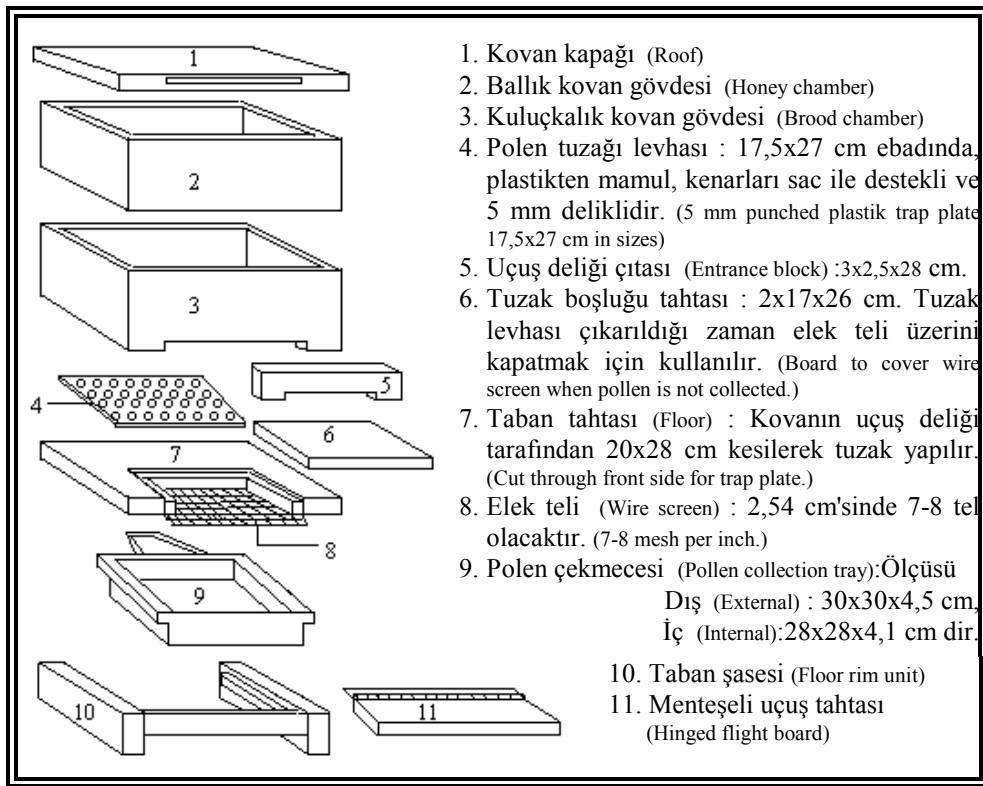 1. Kovan kapağı (Roof)
2. Ballık kovan gövdesi (Honey chamber)
3. Kuluçkalık kovan gövdesi (Brood chamber)
4. Polen tuzağı levhası : 17,5x27 cm ebadında,
plastikten mamul, kenarları sac ile destekli ve
5 mm deliklidir. (5 mm punched plastik trap plate
17,5x27 cm in sizes)
5. Uçuş deliği çıtası (Entrance block) :3x2,5x28 cm.
6. Tuzak boşluğu tahtası : 2x17x26 cm. Tuzak
levhası çıkarıldığı zaman elek teli üzerini
kapatmak için kullanılır. (Board to cover wire
screen when pollen is not collected.)
7. Taban tahtası (Floor) : Kovanın uçuş deliği
tarafından 20x28 cm kesilerek tuzak yapılır.
(Cut through front side for trap plate.)
8. Elek teli (Wire screen) : 2,54 cm'sinde 7-8 tel
olacaktır. (7-8 mesh per inch.)
9. Polen çekmecesi (Pollen collection tray):Ölçüsü
Dış (External) : 30x30x4,5 cm,
İç (Internal):28x28x4,1 cm dir.
10. Taban şasesi (Floor rim unit)
11. Menteşeli uçuş tahtası
(Hinged flight board)
1
2
3
4
5
6
7
8
9
10
11